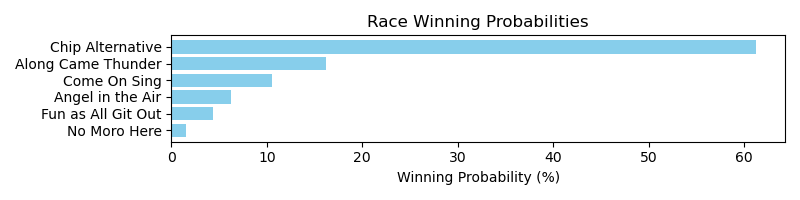 Race Winning Probabilities
Chip Alternative
Along Came Thunder
Come On Sing
Angel in the Air
Fun as All Git Out
No Moro Here
0 10 20 30 40 50 60
Winning Probability (%)